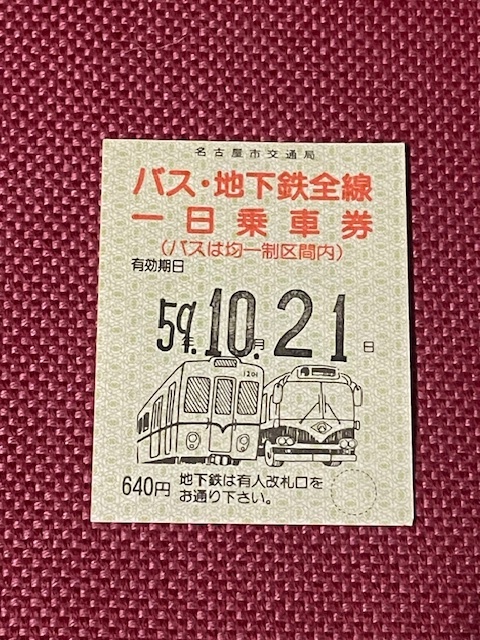 名古屋市交通局
バス・地下鉄全線
一日乗車券
(バスは均一制区間内)
有効期日
59年.10月.21日
1201
640円 地下鉄は有人改札口を
お通り下さい。